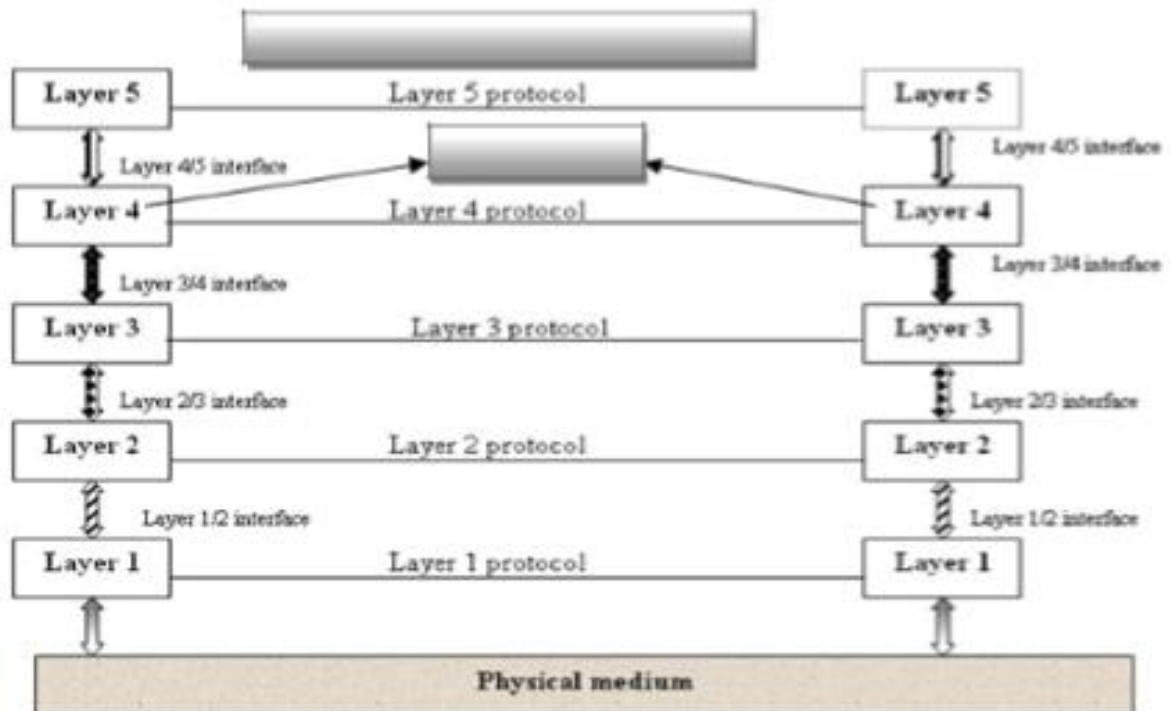 Layer 5 Layer 5 protocol Layer 5
Layer 4/5 interface Layer 4/5 interface
Layer 4 Layer 4 protocol Layer 4
Layer 3/4 interface Layer 3/4 interface
Layer 3 Layer 3 protocol Layer 3
Layer 2/3 interface Layer 2/3 interface
Layer 2 Layer 2 protocol Layer 2
Layer 1/2 interface Layer 1/2 interface
Layer 1 Layer 1 protocol Layer 1
Physical medium